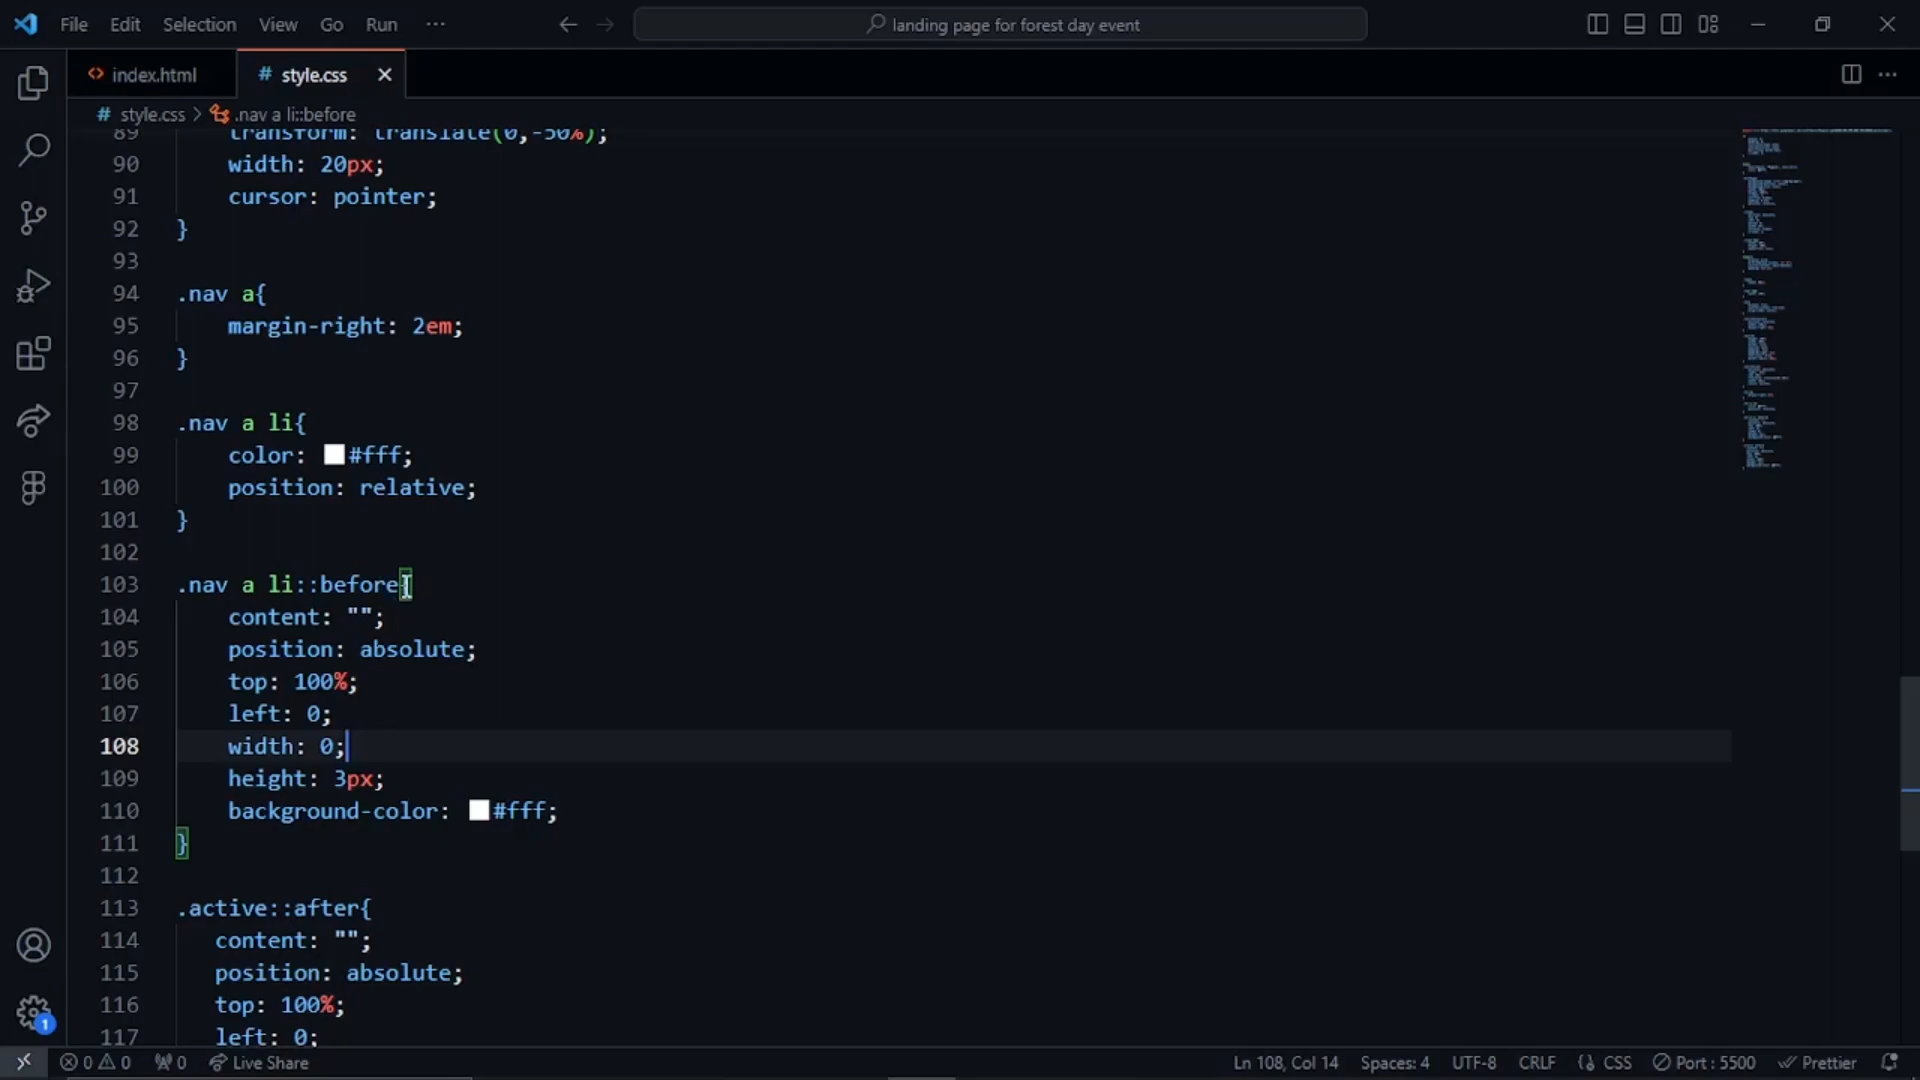 File Edit Selection View Go Run ··· landing page for forest day event
index.html # style.css
# style.css > .nav a li::before
89 transform: translate(0,-50%);
90 width: 20px;
91 cursor: pointer;
92 }
93
94 .nav a{
95 margin-right: 2em;
96 }
97
98 .nav a li{
99 color: #fff;
100 position: relative;
101 }
102
103 .nav a li::before{
104 content: "";
105 position: absolute;
106 top: 100%;
107 left: 0;
108 width: 0;
109 height: 3px;
110 background-color: #fff;
111 }
112
113 .active::after{
114 content: "";
115 position: absolute;
116 top: 100%;
117 left: 0;
1
0 0 0 Live Share Ln 108, Col 14 Spaces: 4 UTF-8 CRLF {} CSS Port : 5500 Prettier